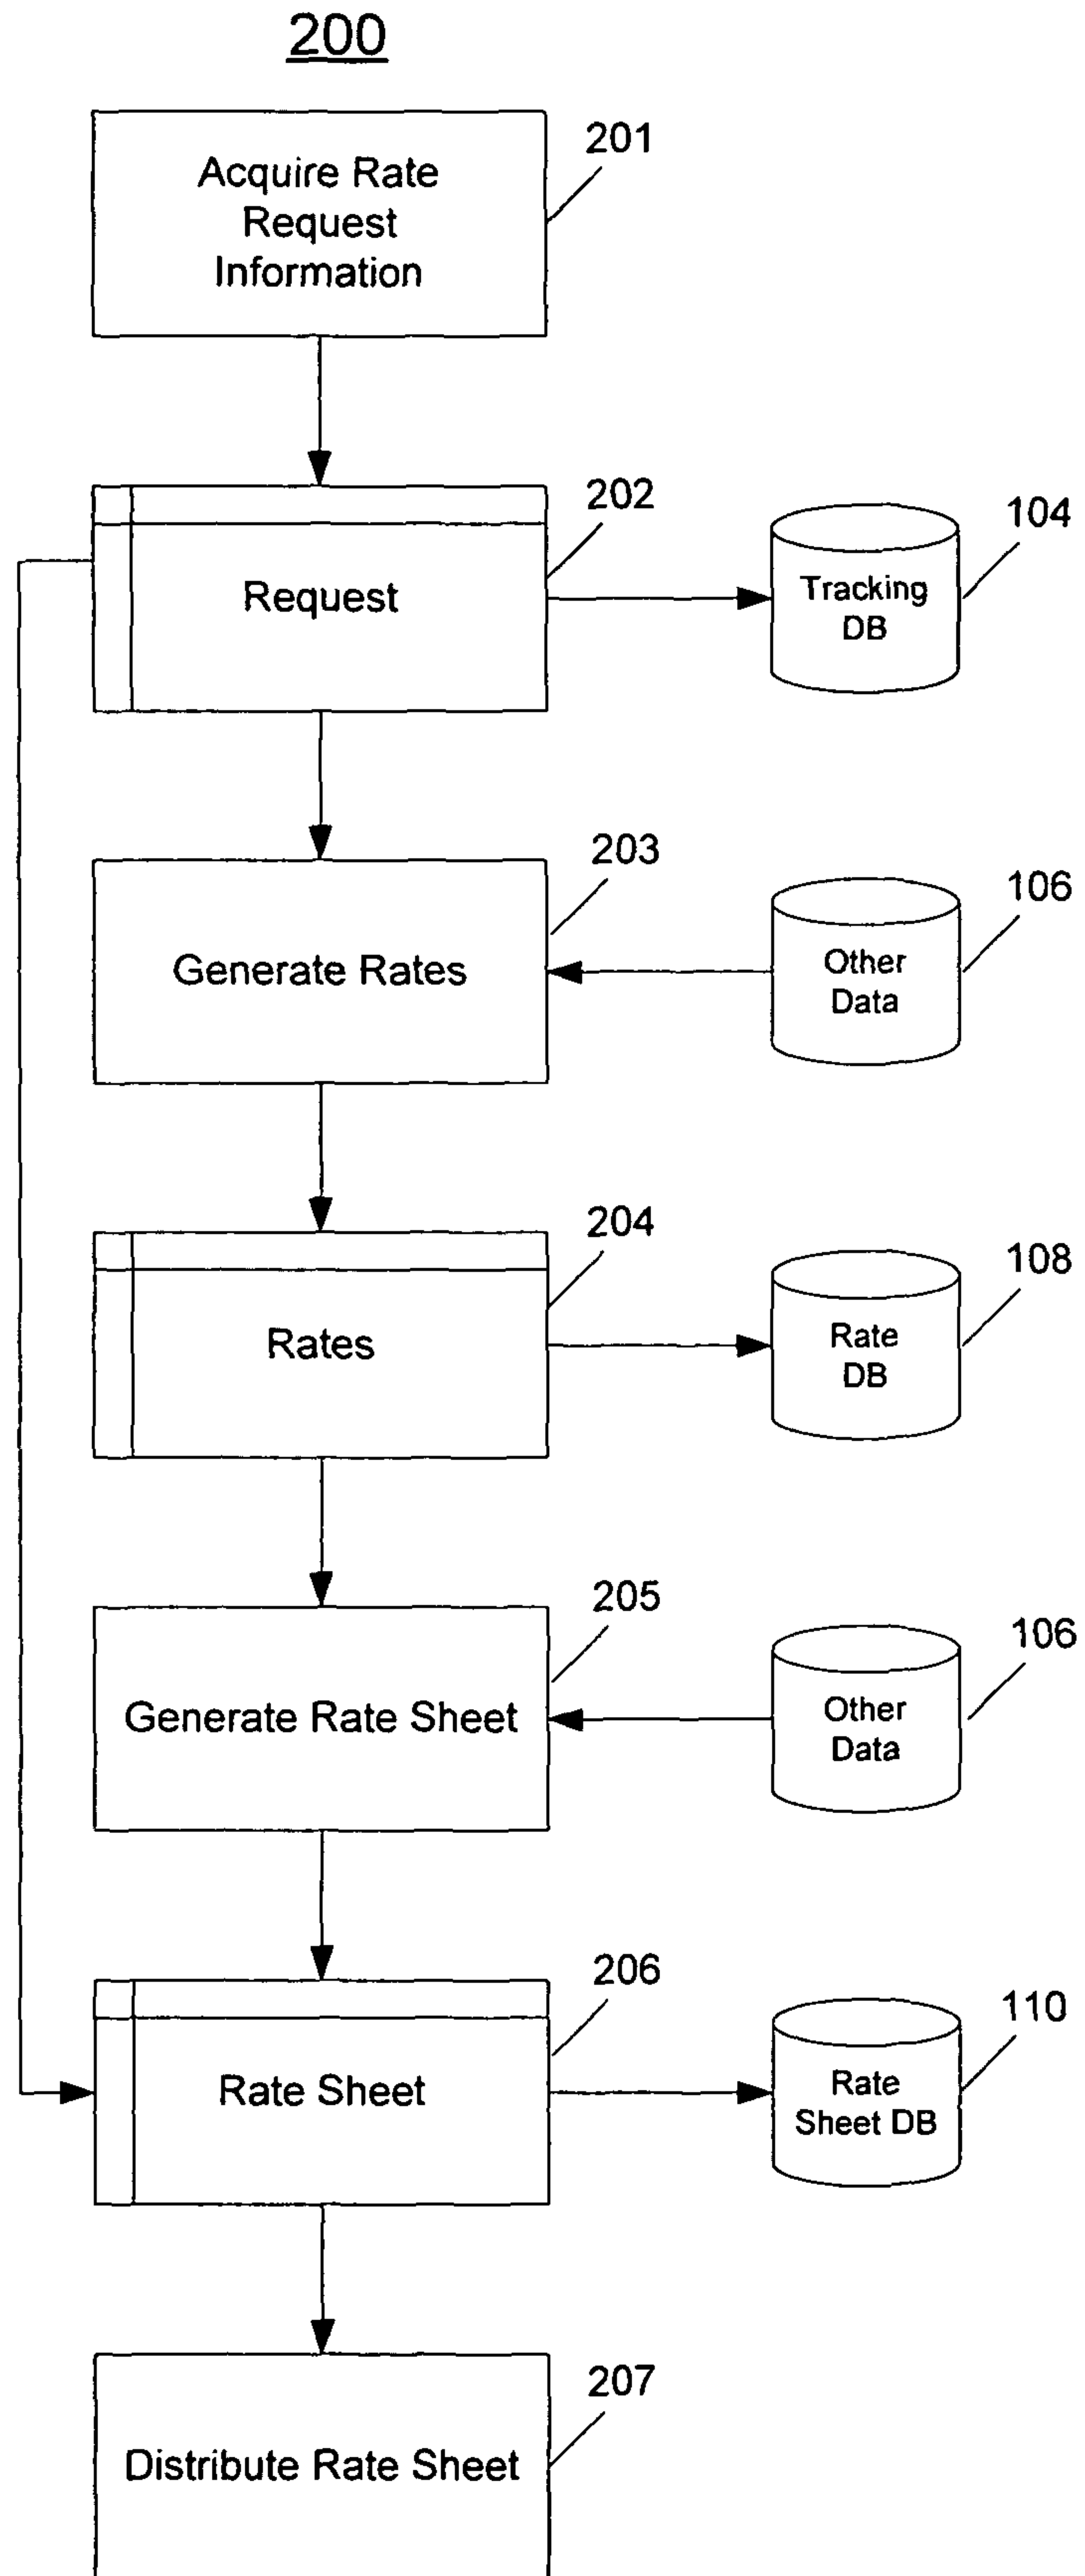 200
Acquire Rate
Request
Information
201
Request
202
Tracking
DB
104
Generate Rates
203
Other
Data
106
Rates
204
Rate
DB
108
Generate Rate Sheet
205
Other
Data
106
Rate Sheet
206
Rate
Sheet DB
110
Distribute Rate Sheet
207